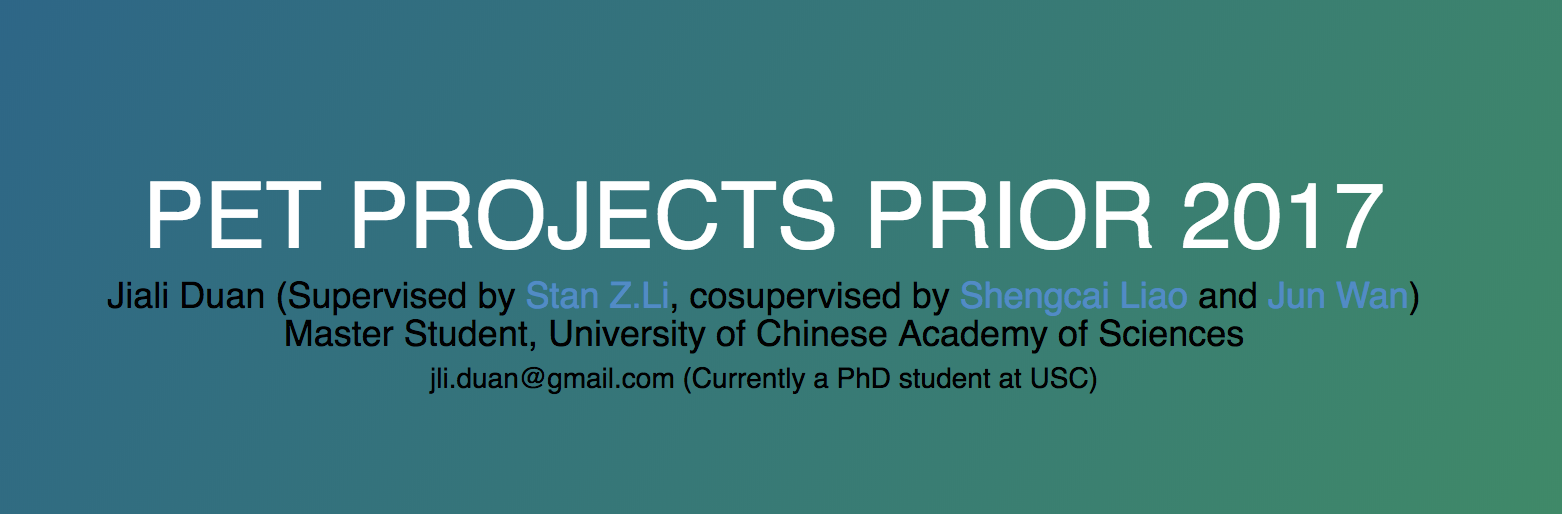 PET PROJECTS PRIOR 2017
Jiali Duan (Supervised by Stan Z.Li, cosupervised by Shengcai Liao and Jun Wan)
Master Student, University of Chinese Academy of Sciences
jli.duan@gmail.com (Currently a PhD student at USC)